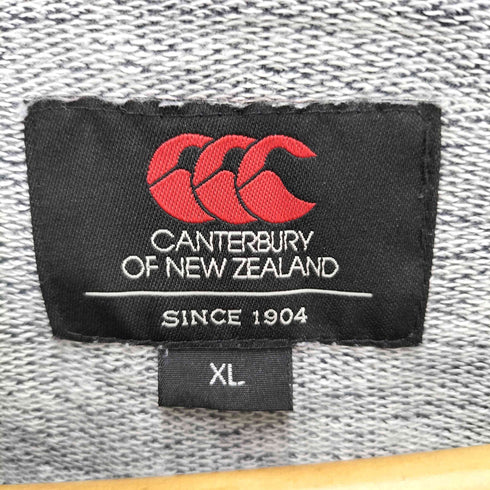 CANTERBURY
OF NEW ZEALAND
SINCE 1904
XL